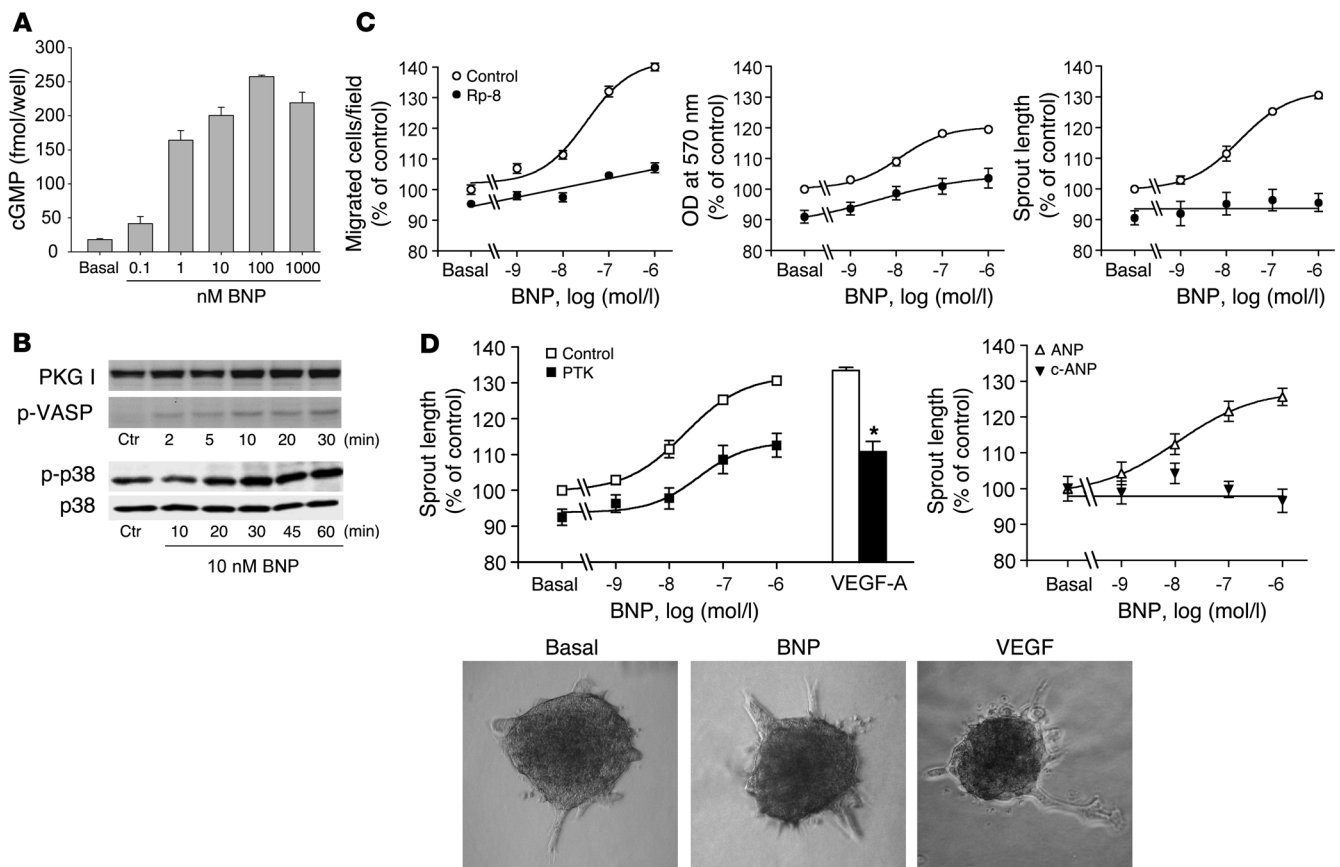 A
cGMP (fmol/well)
300
250
200
150
100
50
0
Basal 0.1 1 10 100 1000
nM BNP
C
Migrated cells/field
(% of control)
140
130
120
110
100
90
80
Control
Rp-8
Basal -9 -8 -7 -6
BNP, log (mol/l)
OD at 570 nm
(% of control)
140
130
120
110
100
90
80
Basal -9 -8 -7 -6
BNP, log (mol/l)
Sprout length
(% of control)
140
130
120
110
100
90
80
Basal -9 -8 -7 -6
BNP, log (mol/l)
B
PKG I
p-VASP
Ctr 2 5 10 20 30 (min)
p-p38
p38
Ctr 10 20 30 45 60 (min)
10 nM BNP
D
Sprout length
(% of control)
140
130
120
110
100
90
80
Control
PTK
*
Basal -9 -8 -7 -6 VEGF-A
BNP, log (mol/l)
Sprout length
(% of control)
140
130
120
110
100
90
80
ANP
c-ANP
Basal -9 -8 -7 -6
BNP, log (mol/l)
Basal BNP VEGF